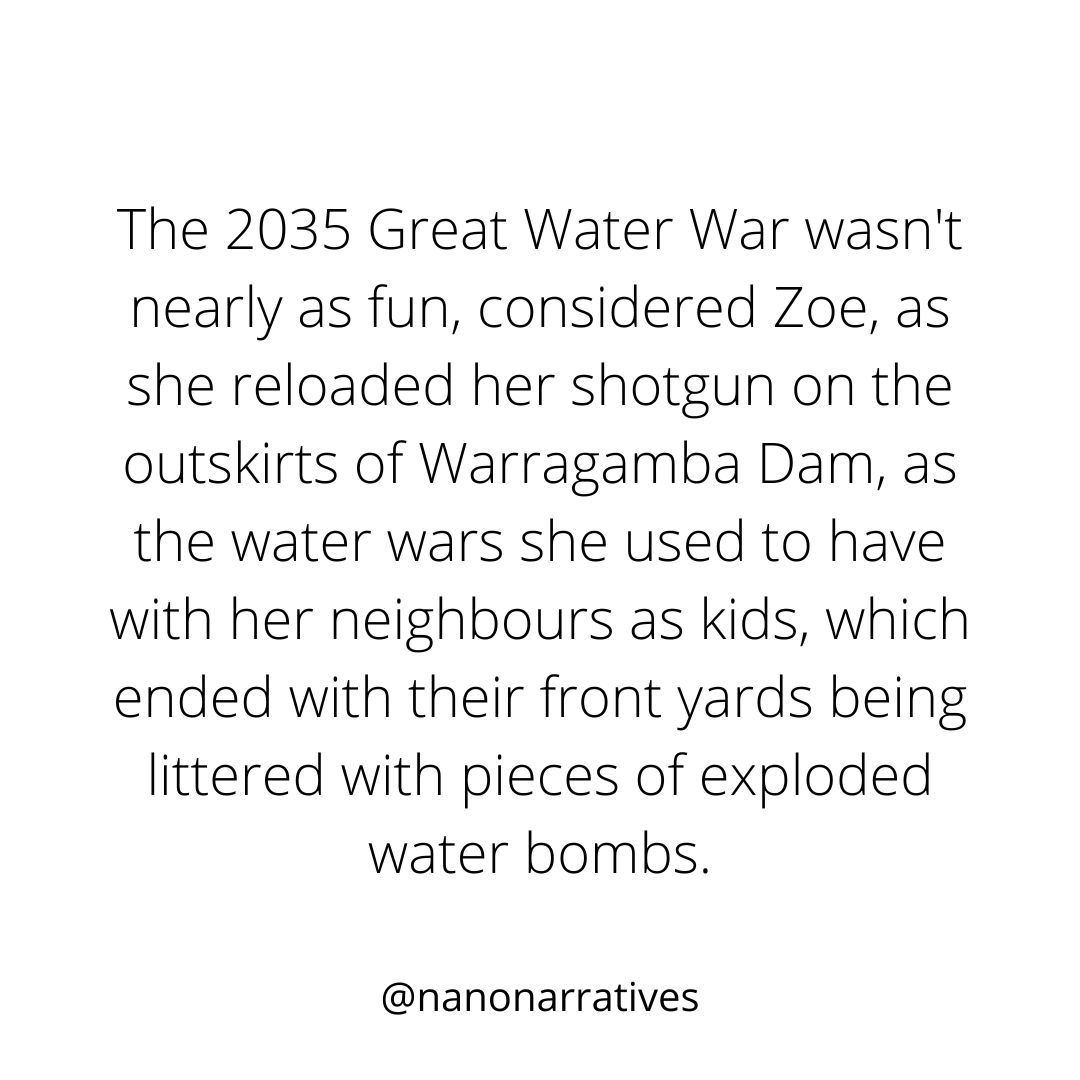 The 2035 Great Water War wasn't
nearly as fun, considered Zoe, as
she reloaded her shotgun on the
outskirts of Warragamba Dam, as
the water wars she used to have
with her neighbours as kids, which
ended with their front yards being
littered with pieces of exploded
water bombs.
@nanonarratives